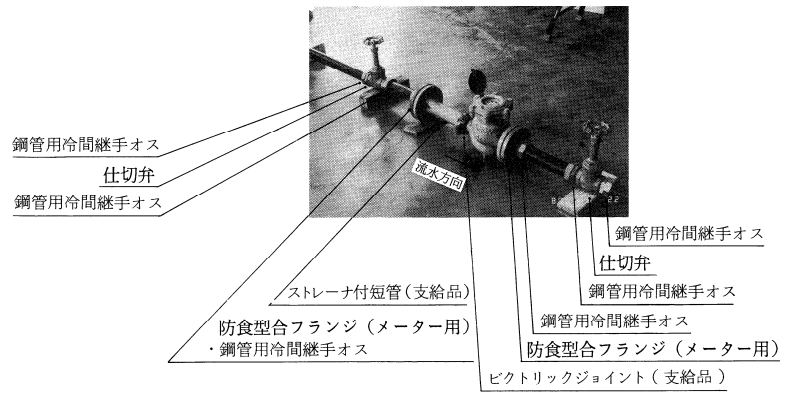 鋼管用冷間継手オス
仕切弁
鋼管用冷間継手オス
流水方向
鋼管用冷間継手オス
仕切弁
鋼管用冷間継手オス
ストレーナ付短管(支給品)
防食型合フランジ(メーター用)
・鋼管用冷間継手オス
鋼管用冷間継手オス
防食型合フランジ(メーター用)
ビクトリックジョイント(支給品)